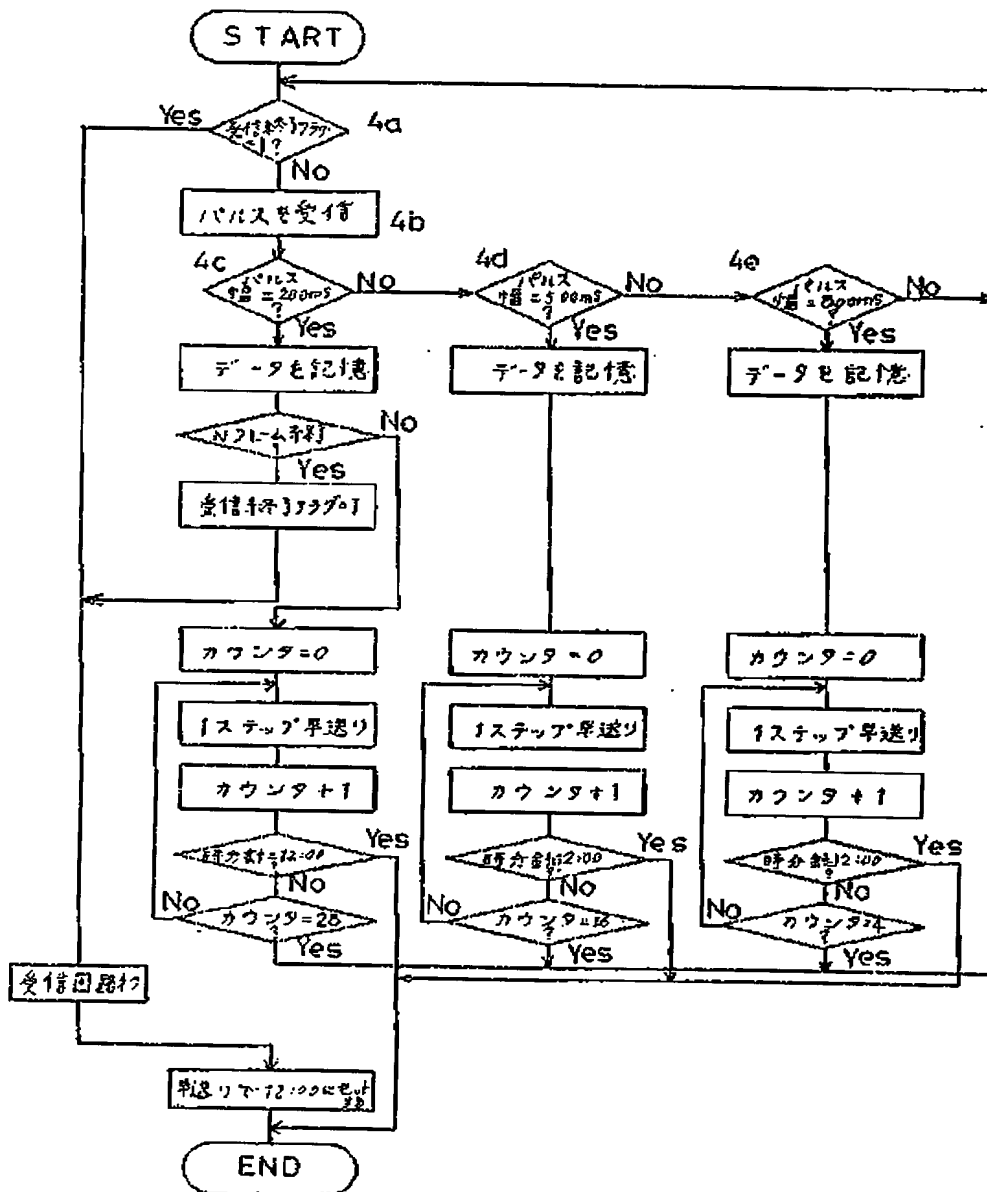 START
Yes
受信終了フラグ
=1?
4a
No
パルスを受信
4b
4c
パルス
幅=200mS
?
No
Yes
4d
パルス
幅=500mS
?
No
Yes
4e
パルス
幅=800mS
?
No
Yes
データを記憶
データを記憶
データを記憶
Nフレーム終了
?
No
Yes
受信終了フラグ
カウンタ=0
カウンタ=0
カウンタ=0
1ステップ早送り
1ステップ早送り
1ステップ早送り
カウンタ+1
カウンタ+1
カウンタ+1
時分針=12:00
?
Yes
No
時分針=12:00
?
Yes
No
時分針=12:00
?
Yes
No
No
カウンタ=28
?
Yes
No
カウンタ=16
?
Yes
No
カウンタ=4
?
Yes
受信回路
早送りで12:00にセット
END